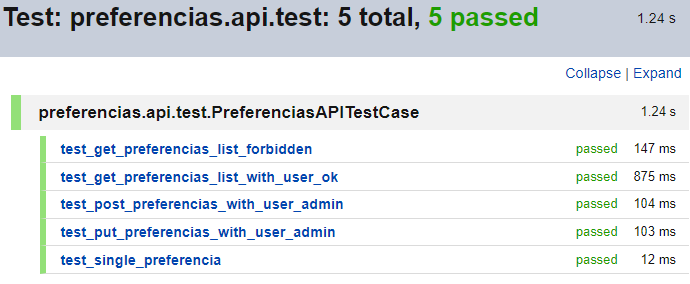 Test: preferencias.api.test: 5 total, 5 passed 1.24 s
Collapse | Expand
preferencias.api.test.PreferenciasAPITestCase 1.24 s
test_get_preferencias_list_forbidden passed 147 ms
test_get_preferencias_list_with_user_ok passed 875 ms
test_post_preferencias_with_user_admin passed 104 ms
test_put_preferencias_with_user_admin passed 103 ms
test_single_preferencia passed 12 ms